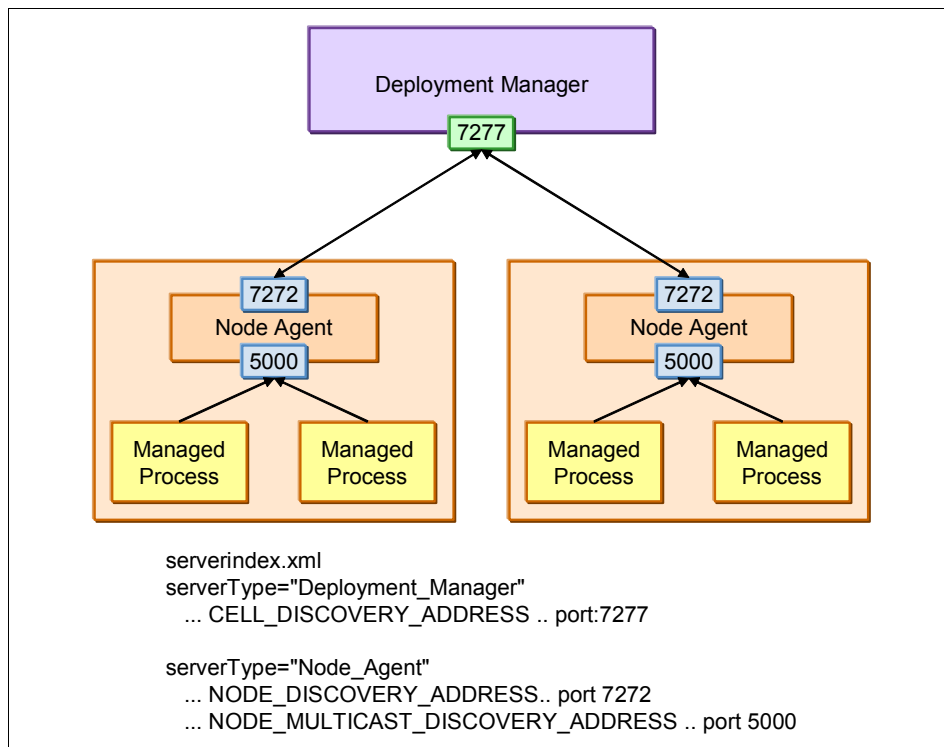 Deployment Manager
7277
7272
7272
Node Agent
Node Agent
5000
5000
Managed
Process
Managed
Process
Managed
Process
Managed
Process
serverindex.xml
serverType="Deployment_Manager"
... CELL_DISCOVERY_ADDRESS .. port:7277
serverType="Node_Agent"
... NODE_DISCOVERY_ADDRESS.. port 7272
... NODE_MULTICAST_DISCOVERY_ADDRESS .. port 5000